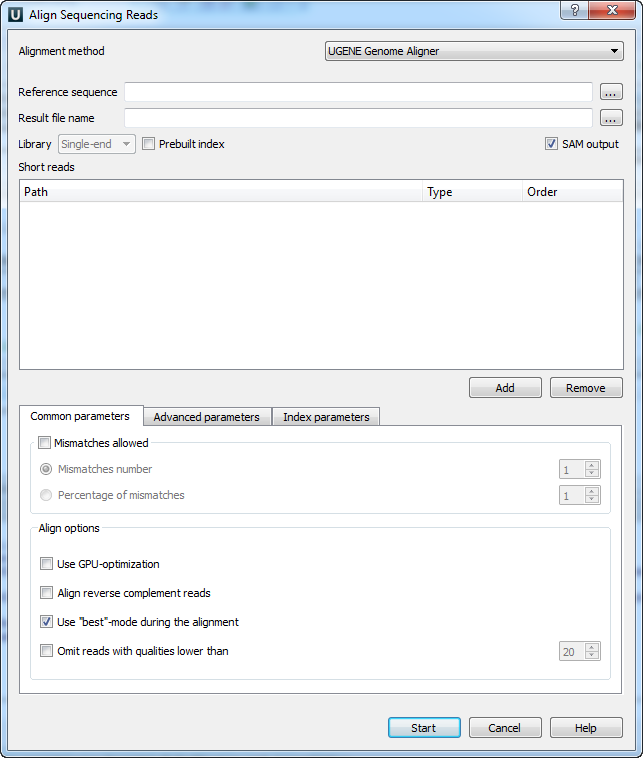 Align Sequencing Reads
Alignment method UGENE Genome Aligner
Reference sequence ...
Result file name ...
Library Single-end Prebuilt index SAM output
Short reads
Path Type Order
Add Remove
Common parameters Advanced parameters Index parameters
Mismatches allowed
Mismatches number 1
Percentage of mismatches 1
Align options
Use GPU-optimization
Align reverse complement reads
Use "best"-mode during the alignment
Omit reads with qualities lower than 20
Start Cancel Help